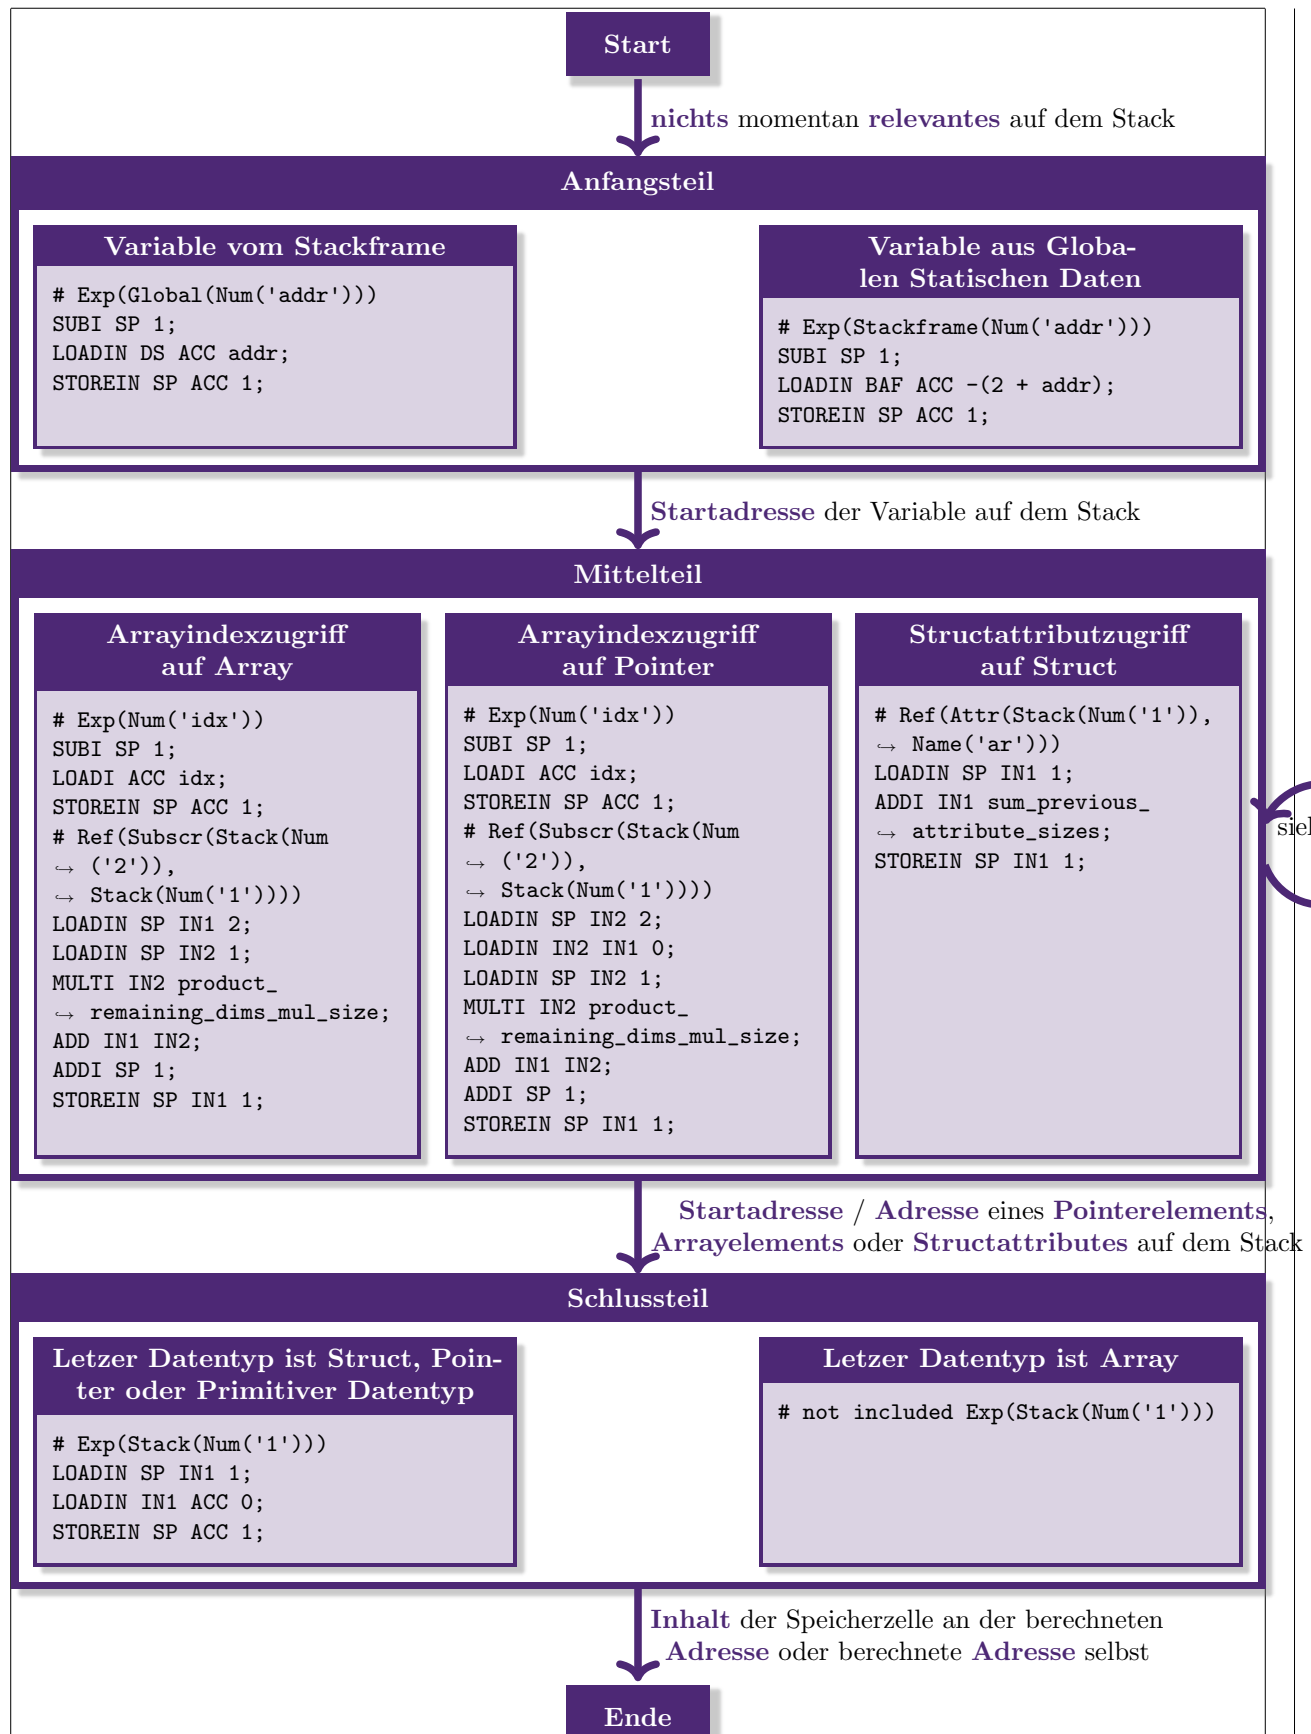 Start
nichts momentan relevantes auf dem Stack
Anfangsteil
Variable vom Stackframe
# Exp(Global(Num('addr')))
SUBI SP 1;
LOADIN DS ACC addr;
STOREIN SP ACC 1;
Variable aus Globa-
len Statischen Daten
# Exp(Stackframe(Num('addr')))
SUBI SP 1;
LOADIN BAF ACC -(2 + addr);
STOREIN SP ACC 1;
Startadresse der Variable auf dem Stack
Mittelteil
Arrayindexzugriff
auf Array
# Exp(Num('idx'))
SUBI SP 1;
LOADI ACC idx;
STOREIN SP ACC 1;
# Ref(Subscr(Stack(Num
↪ ('2')),
↪ Stack(Num('1'))))
LOADIN SP IN1 2;
LOADIN SP IN2 1;
MULTI IN2 product_
↪ remaining_dims_mul_size;
ADD IN1 IN2;
ADDI SP 1;
STOREIN SP IN1 1;
Arrayindexzugriff
auf Pointer
# Exp(Num('idx'))
SUBI SP 1;
LOADI ACC idx;
STOREIN SP ACC 1;
# Ref(Subscr(Stack(Num
↪ ('2')),
↪ Stack(Num('1'))))
LOADIN SP IN2 2;
LOADIN IN2 IN1 0;
LOADIN SP IN2 1;
MULTI IN2 product_
↪ remaining_dims_mul_size;
ADD IN1 IN2;
ADDI SP 1;
STOREIN SP IN1 1;
Structattributzugriff
auf Struct
# Ref(Attr(Stack(Num('1')),
↪ Name('ar')))
LOADIN SP IN1 1;
ADDI IN1 sum_previous_
↪ attribute_sizes;
STOREIN SP IN1 1;
Startadresse / Adresse eines Pointerelements,
Arrayelements oder Structattributes auf dem Stack
Schlussteil
Letzer Datentyp ist Struct, Poin-
ter oder Primitiver Datentyp
# Exp(Stack(Num('1')))
LOADIN SP IN1 1;
LOADIN IN1 ACC 0;
STOREIN SP ACC 1;
Letzer Datentyp ist Array
# not included Exp(Stack(Num('1')))
Inhalt der Speicherzelle an der berechneten
Adresse oder berechnete Adresse selbst
Ende